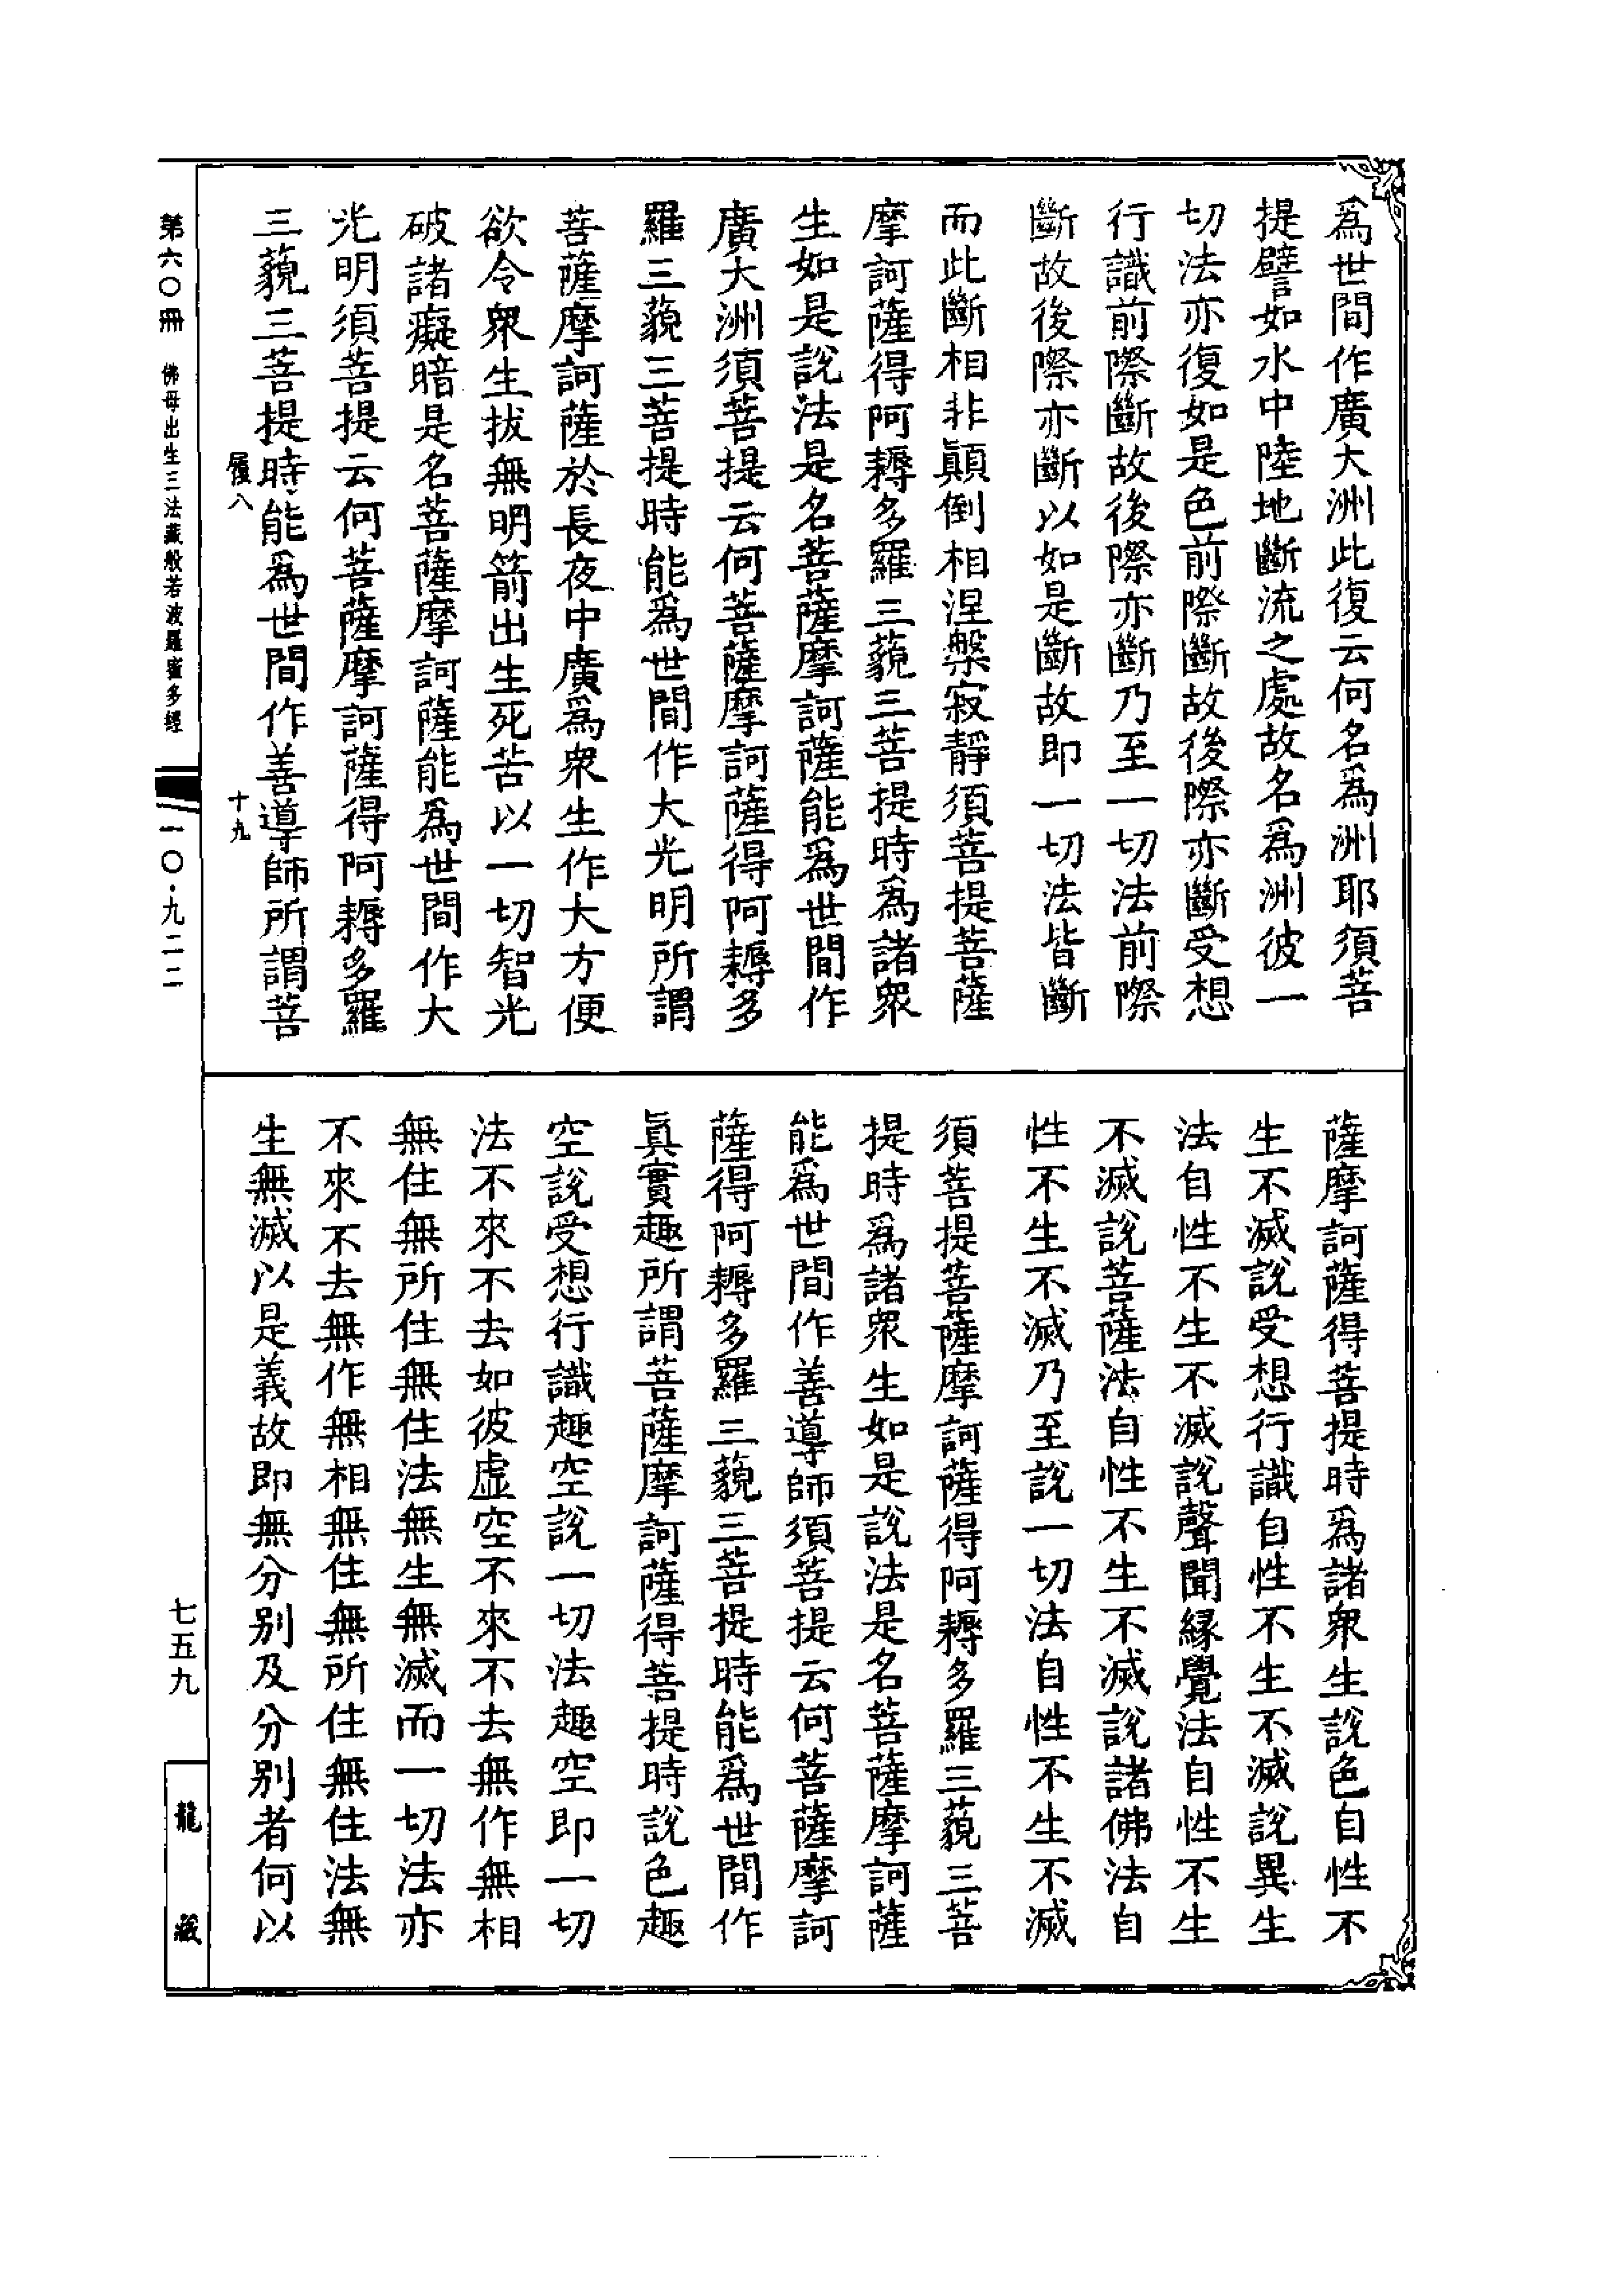 爲世間作廣大洲此復云何名爲洲耶須菩
提譬如水中陸地斷流之處故名爲洲彼一
切法亦復如是色前際斷故後際亦斷受想
行識前際斷故後際亦斷乃至一切法前際
斷故後際亦斷以如是斷故即一切法皆斷
而此斷相非顛倒相涅槃寂靜須菩提菩薩
摩訶薩得阿耨多羅三藐三菩提時爲諸衆
生如是說法是名菩薩摩訶薩能爲世間作
廣大洲須菩提云何菩薩摩訶薩得阿耨多
羅三藐三菩提時能爲世間作大光明所謂
菩薩摩訶薩於長夜中廣爲衆生作大方便
欲令衆生拔無明箭出生死苦以一切智光
破諸癡暗是名菩薩摩訶薩能爲世間作大
光明須菩提云何菩薩摩訶薩得阿耨多羅
三藐三菩提時能爲世間作善導師所謂菩
履八 十九
薩摩訶薩得菩提時爲諸衆生說色自性不
生不滅說受想行識自性不生不滅說異生
法自性不生不滅說聲聞緣覺法自性不生
不滅說菩薩法自性不生不滅說諸佛法自
性不生不滅乃至說一切法自性不生不滅
須菩提菩薩摩訶薩得阿耨多羅三藐三菩
提時爲諸衆生如是說法是名菩薩摩訶薩
能爲世間作善導師須菩提云何菩薩摩訶
薩得阿耨多羅三藐三菩提時能爲世間作
眞實趣所謂菩薩摩訶薩得菩提時說色趣
空說受想行識趣空說一切法趣空即一切
法不來不去如彼虛空不來不去無作無相
無住無所住無住法無生無滅而一切法亦
不來不去無作無相無住無所住無住法無
生無滅以是義故即無分別及分別者何以
第六〇冊 佛母出生三法藏般若波羅蜜多經
一〇·九二二
七五九
龍藏